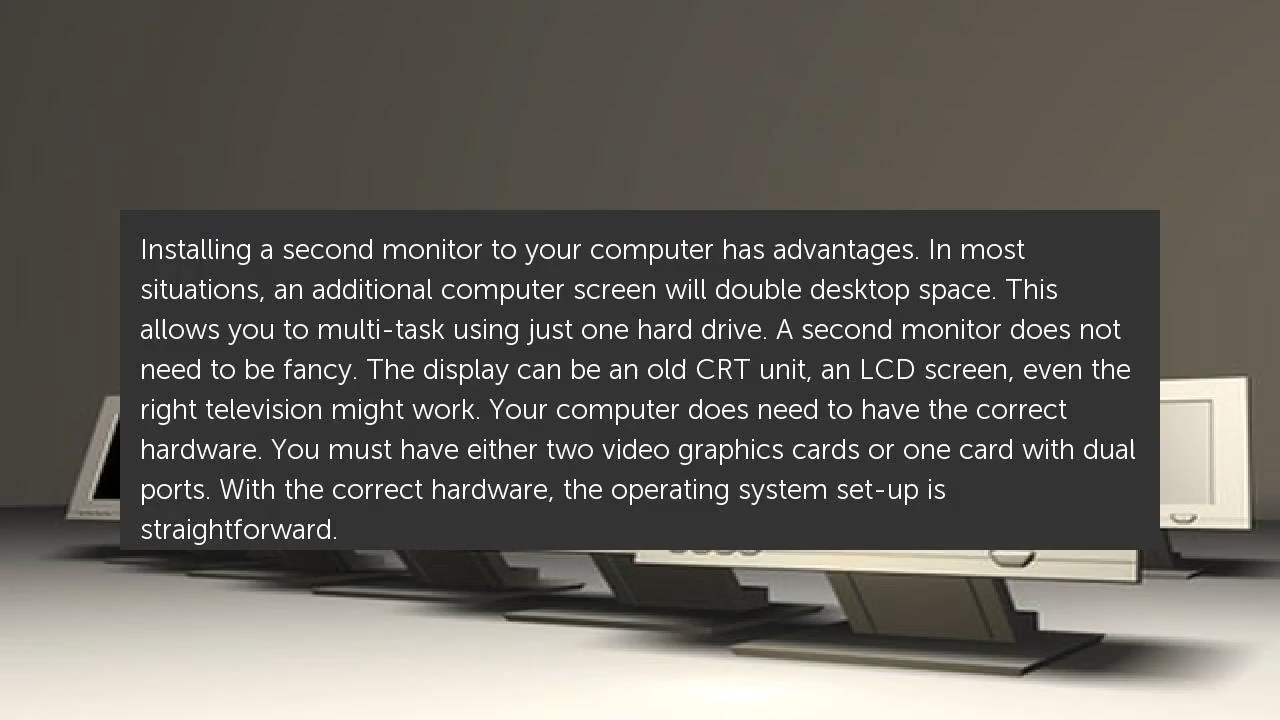 Installing a second monitor to your computer has advantages. In most
situations, an additional computer screen will double desktop space. This
allows you to multi-task using just one hard drive. A second monitor does not
need to be fancy. The display can be an old CRT unit, an LCD screen, even the
right television might work. Your computer does need to have the correct
hardware. You must have either two video graphics cards or one card with dual
ports. With the correct hardware, the operating system set-up is
straightforward.